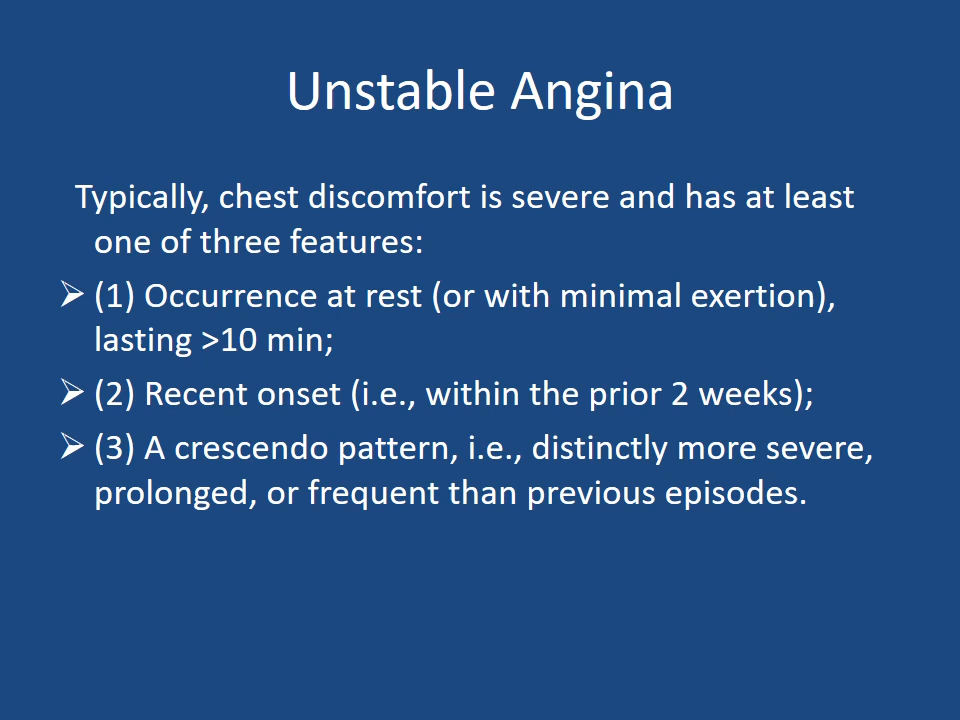 Unstable Angina
Typically, chest discomfort is severe and has at least
one of three features:
➢ (1) Occurrence at rest (or with minimal exertion),
lasting >10 min;
➢ (2) Recent onset (i.e., within the prior 2 weeks);
➢ (3) A crescendo pattern, i.e., distinctly more severe,
prolonged, or frequent than previous episodes.